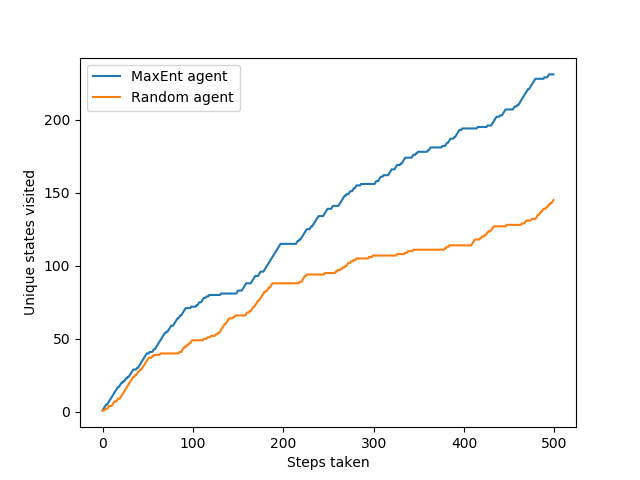 MaxEnt agent
Random agent
Unique states visited
200
150
100
50
0
0 100 200 300 400 500
Steps taken